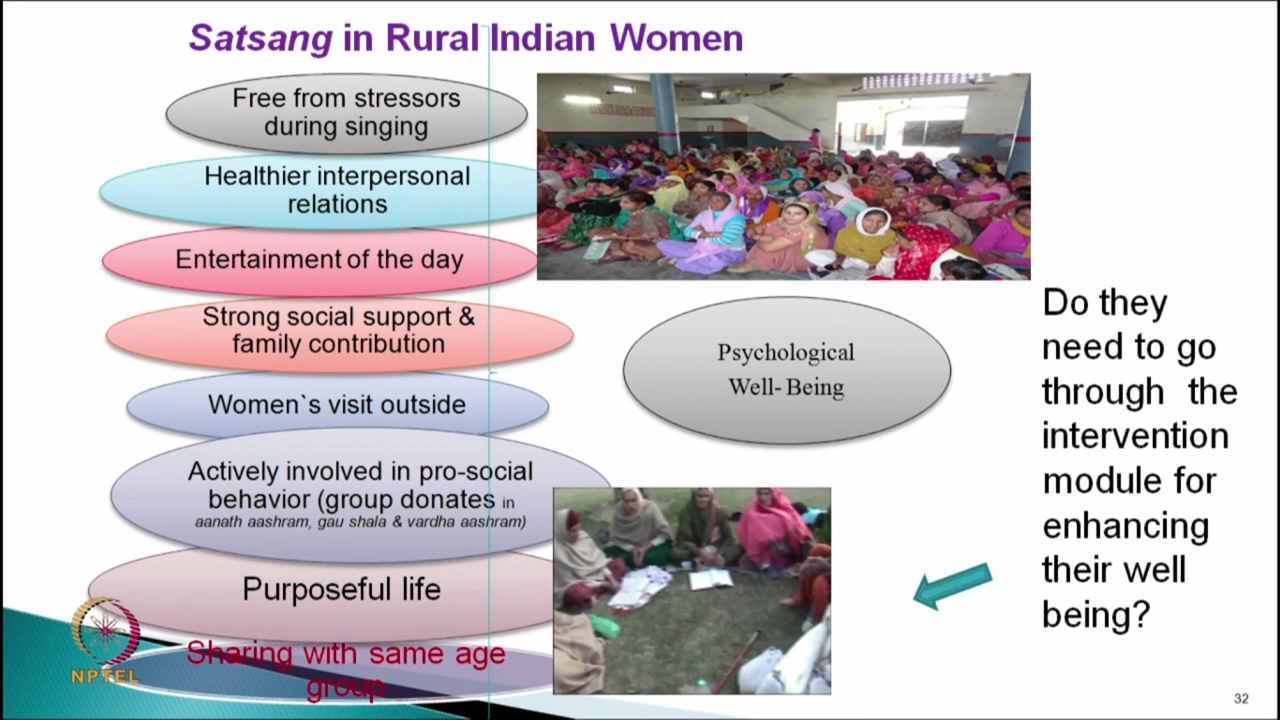 Satsang in Rural Indian Women
Free from stressors
during singing
Healthier interpersonal
relations
Entertainment of the day
Strong social support &
family contribution
Women`s visit outside
Actively involved in pro-social
behavior (group donates in
aanath aashram, gau shala & vardha aashram)
Purposeful life
Sharing with same age
group
Psychological
Well- Being
Do they
need to go
through the
intervention
module for
enhancing
their well
being?
NPTEL
32